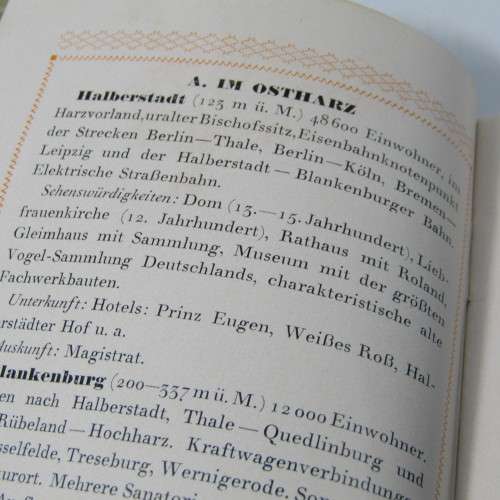 A. IM OSTHARZ
Halberstadt (123 m ü. M.) 48600 Einwohner, im
Harzvorland, uralter Bischofssitz, Eisenbahnknotenpunkt
der Strecken Berlin—Thale, Berlin—Köln, Bremen—
Leipzig und der Halberstadt—Blankenburger Bahn.
Elektrische Straßenbahn.
Sehenswürdigkeiten: Dom (13.—15. Jahrhundert), Lieb-
frauenkirche (12. Jahrhundert), Rathaus mit Roland,
Gleimhaus mit Sammlung, Museum mit der größten
Vogel-Sammlung Deutschlands, charakteristische alte
Fachwerkbauten.
Unterkunft: Hotels: Prinz Eugen, Weißes Roß, Hal-
erstädter Hof u. a.
Auskunft: Magistrat.
lankenburg (200—337 m ü. M.) 12000 Einwohner.
en nach Halberstadt, Thale—Quedlinburg und
Rübeland—Hochharz. Kraftwagenverbindung
sselfelde, Treseburg, Wernigerode.
urort. Mehrere Sanatori